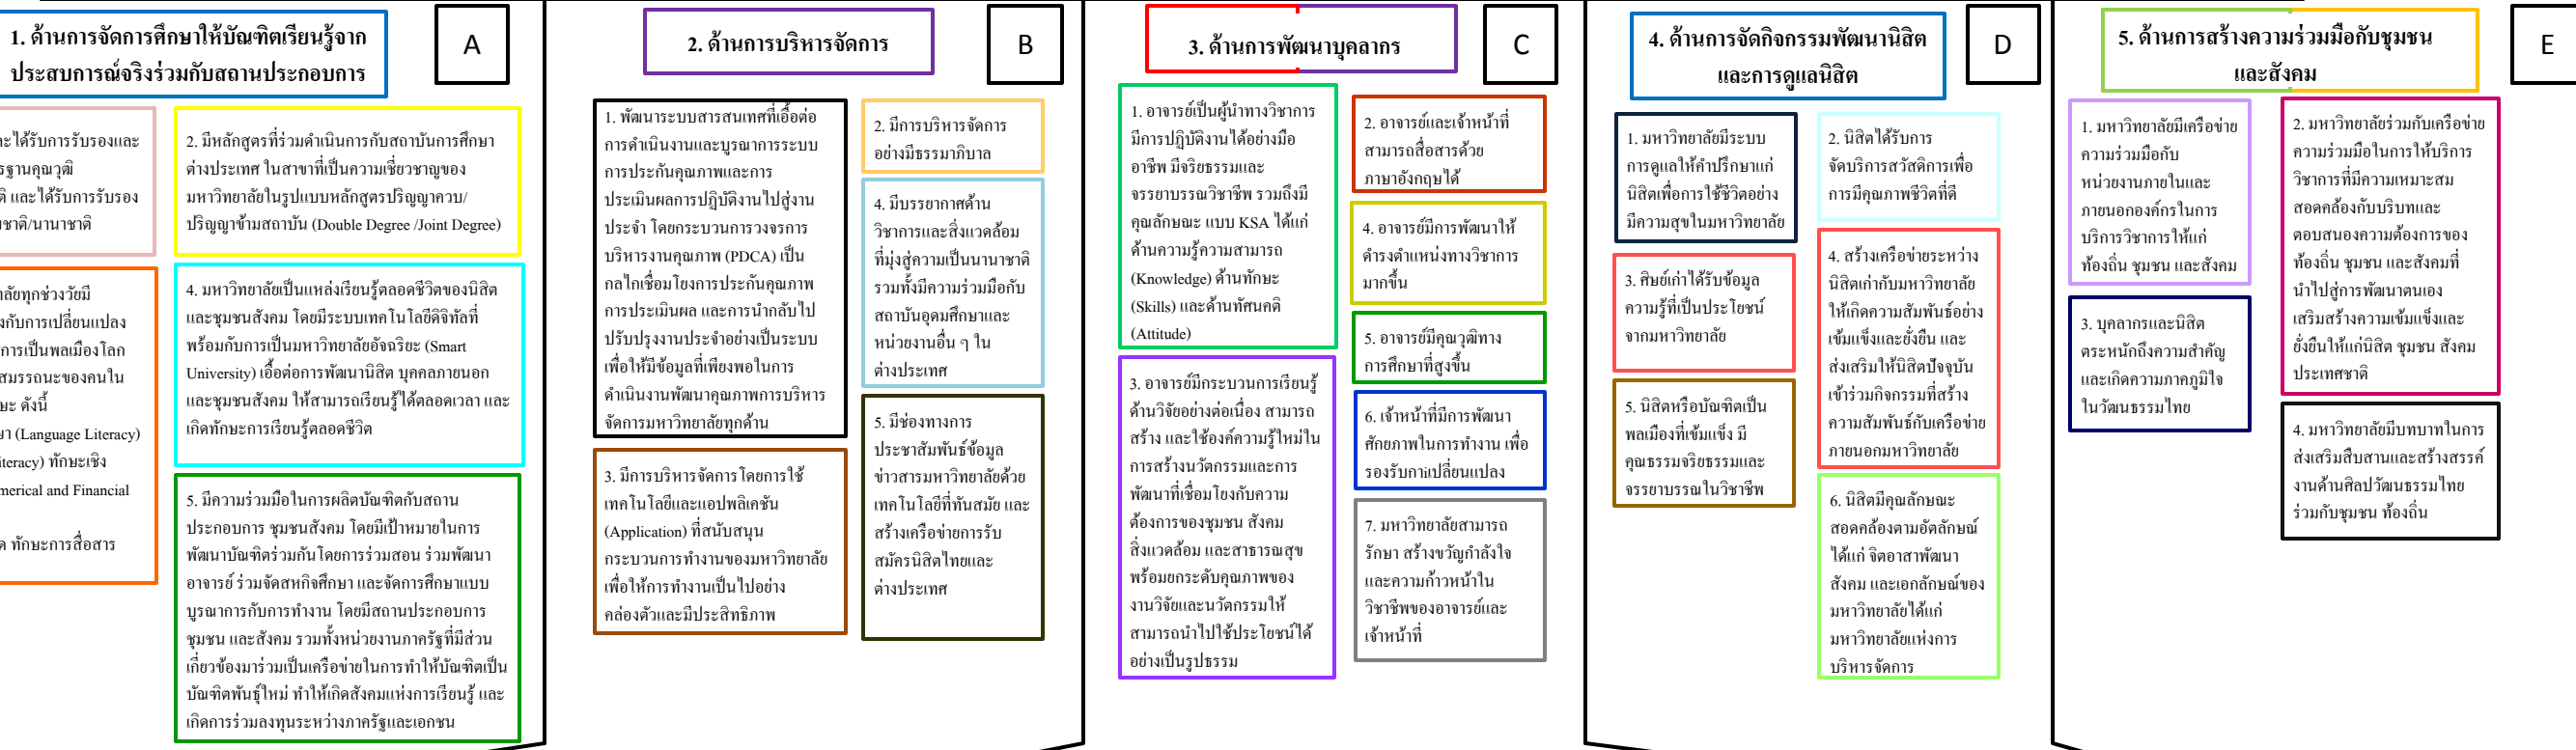 1. ด้านการจัดการศึกษาให้บัณฑิตเรียนรู้จาก
ประสบการณ์จริงร่วมกับสถานประกอบการ
A
ะได้รับการรับรองและ
รฐานคุณวุฒิ
ติ และได้รับการรับรอง
ชาติ/นานาชาติ
2. มีหลักสูตรที่ร่วมดำเนินการกับสถาบันการศึกษา
ต่างประเทศ ในสาขาที่เป็นความเชี่ยวชาญของ
มหาวิทยาลัยในรูปแบบหลักสูตรปริญญาควบ/
ปริญญาข้ามสถาบัน (Double Degree /Joint Degree)
าลัยทุกช่วงวัยมี
งกับการเปลี่ยนแปลง
การเป็นพลเมืองโลก
สมรรถนะของคนใน
ษะ ดังนี้
ษา (Language Literacy)
iteracy) ทักษะเชิง
merical and Financial
ด ทักษะการสื่อสาร
4. มหาวิทยาลัยเป็นแหล่งเรียนรู้ตลอดชีวิตของนิสิต
และชุมชนสังคม โดยมีระบบเทคโนโลยีดิจิทัลที่
พร้อมกับการเป็นมหาวิทยาลัยอัจถริยะ (Smart
University) เอื้อต่อการพัฒนานิสิต บุคคลภายนอก
และชุมชนสังคม ให้สามารถเรียนรู้ได้ตลอดเวลา และ
เกิดทักษะการเรียนรู้ตลอดชีวิต
5. มีความร่วมมือในการผลิตบัณฑิตกับสถาน
ประกอบการ ชุมชนสังคม โดยมีเป้าหมายในการ
พัฒนาบัณฑิตร่วมกันโดยการร่วมสอน ร่วมพัฒนา
อาจารย์ ร่วมจัดสหกิจศึกษา และจัดการศึกษาแบบ
บูรณาการกับการทำงาน โดยมีสถานประกอบการ
ชุมชน และสังคม รวมทั้งหน่วยงานภาครัฐที่มีส่วน
เกี่ยวข้องมาร่วมเป็นเครือข่ายในการทำให้บัณฑิตเป็น
บัณฑิตพันธุ์ใหม่ ทำให้เกิดสังคมแห่งการเรียนรู้ และ
เกิดการร่วมลงทุนระหว่างภาครัฐและเอกชน
2. ด้านการบริหารจัดการ
B
1. พัฒนาระบบสารสนเทศที่เอื้อต่อ
การดำเนินงานและบูรณาการระบบ
การประกันคุณภาพและการ
ประเมินผลการปฏิบัติงานไปสู่งาน
ประจำ โดยกระบวนการวงจรการ
บริหารงานคุณภาพ (PDCA) เป็น
กลไกเชื่อมโยงการประกันคุณภาพ
การประเมินผล และการนำกลับไป
ปรับปรุงงานประจำอย่างเป็นระบบ
เพื่อให้มีข้อมูลที่เพียงพอในการ
ดำเนินงานพัฒนาคุณภาพการบริหาร
จัดการมหาวิทยาลัยทุกด้าน
2. มีการบริหารจัดการ
อย่างมีธรรมาภิบาล
4. มีบรรยากาศด้าน
วิชาการและสิ่งแวดล้อม
ที่มุ่งสู่ความเป็นนานาชาติ
รวมทั้งมีความร่วมมือกับ
สถาบันอุดมศึกษาและ
หน่วยงานอื่น ๆ ใน
ต่างประเทศ
3. มีการบริหารจัดการโดยการใช้
เทคโนโลยีและแอปพลิเคชัน
(Application) ที่สนับสนุน
กระบวนการทำงานของมหาวิทยาลัย
เพื่อให้การทำงานเป็นไปอย่าง
คล่องตัวและมีประสิทธิภาพ
5. มีช่องทางการ
ประชาสัมพันธ์ข้อมูล
ข่าวสารมหาวิทยาลัยด้วย
เทคโนโลยีที่ทันสมัย และ
สร้างเครือข่ายการรับ
สมัครนิสิตไทยและ
ต่างประเทศ
3. ด้านการพัฒนาบุคลากร
C
1. อาจารย์เป็นผู้นำทางวิชาการ
มีการปฏิบัติงานได้อย่างมือ
อาชีพ มีจริยธรรมและ
จรรยาบรรณวิชาชีพ รวมถึงมี
คุณลักษณะ แบบ KSA ได้แก่
ด้านความรู้ความสามารถ
(Knowledge) ด้านทักษะ
(Skills) และด้านทัศนคติ
(Attitude)
2. อาจารย์และเจ้าหน้าที่
สามารถสื่อสารด้วย
ภาษาอังกฤษได้
4. อาจารย์มีการพัฒนาให้
ดำรงตำแหน่งทางวิชาการ
มากขึ้น
5. อาจารย์มีคุณวุฒิทาง
การศึกษาที่สูงขึ้น
3. อาจารย์มีกระบวนการเรียนรู้
ด้านวิจัยอย่างต่อเนื่อง สามารถ
สร้าง และใช้องค์ความรู้ใหม่ใน
การสร้างนวัตกรรมและการ
พัฒนาที่เชื่อมโยงกับความ
ต้องการของชุมชน สังคม
สิ่งแวดล้อม และสาธารณสุข
พร้อมยกระดับคุณภาพของ
งานวิจัยและนวัตกรรมให้
สามารถนำไปใช้ประโยชน์ได้
อย่างเป็นรูปธรรม
6. เจ้าหน้าที่มีการพัฒนา
ศักยภาพในการทำงาน เพื่อ
รองรับกาiเปลี่ยนแปลง
7. มหาวิทยาลัยสามารถ
รักษา สร้างขวัญกำลังใจ
และความก้าวหน้าใน
วิชาชีพของอาจารย์และ
เจ้าหน้าที่
4. ด้านการจัดกิจกรรมพัฒนานิสิต
และการดูแลนิสิต
D
1. มหาวิทยาลัยมีระบบ
การดูแลให้คำปรึกษาแก่
นิสิตเพื่อการใช้ชีวิตอย่าง
มีความสุขในมหาวิทยาลัย
2. นิสิตได้รับการ
จัดบริการสวัสดิการเพื่อ
การมีคุณภาพชีวิตที่ดี
3. ศิษย์เก่าได้รับข้อมูล
ความรู้ที่เป็นประโยชน์
จากมหาวิทยาลัย
4. สร้างเครือข่ายระหว่าง
นิสิตเก่ากับมหาวิทยาลัย
ให้เกิดความสัมพันธ์อย่าง
เข้มแข็งและยั่งยืน และ
ส่งเสริมให้นิสิตปัจจุบัน
เข้าร่วมกิจกรรมที่สร้าง
ความสัมพันธ์กับเครือข่าย
ภายนอกมหาวิทยาลัย
5. นิสิตหรือบัณฑิตเป็น
พลเมืองที่เข้มแข็ง มี
คุณธรรมจริยธรรมและ
จรรยาบรรณในวิชาชีพ
6. นิสิตมีคุณลักษณะ
สอดคล้องตามอัตลักษณ์
ได้แก่ จิตอาสาพัฒนา
สังคม และเอกลักษณ์ของ
มหาวิทยาลัยได้แก่
มหาวิทยาลัยแห่งการ
บริหารจัดการ
5. ด้านการสร้างความร่วมมือกับชุมชน
และสังคม
E
1. มหาวิทยาลัยมีเครือข่าย
ความร่วมมือกับ
หน่วยงานภายในและ
ภายนอกองค์กรในการ
บริการวิชาการให้แก่
ท้องถิ่น ชุมชน และสังคม
2. มหาวิทยาลัยร่วมกับเครือข่าย
ความร่วมมือในการให้บริการ
วิชาการที่มีความเหมาะสม
สอดคล้องกับบริบทและ
ตอบสนองความต้องการของ
ท้องถิ่น ชุมชน และสังคมที่
นำไปสู่การพัฒนาตนเอง
เสริมสร้างความเข้มแข็งและ
ยั่งยืนให้แก่นิสิต ชุมชน สังคม
ประเทศชาติ
3. บุคลากรและนิสิต
ตระหนักถึงความสำคัญ
และเกิดความภาคภูมิใจ
ในวัฒนธรรมไทย
4. มหาวิทยาลัยมีบทบาทในการ
ส่งเสริมสืบสานและสร้างสรรค์
งานด้านศิลปวัฒนธรรมไทย
ร่วมกับชุมชน ท้องถิ่น